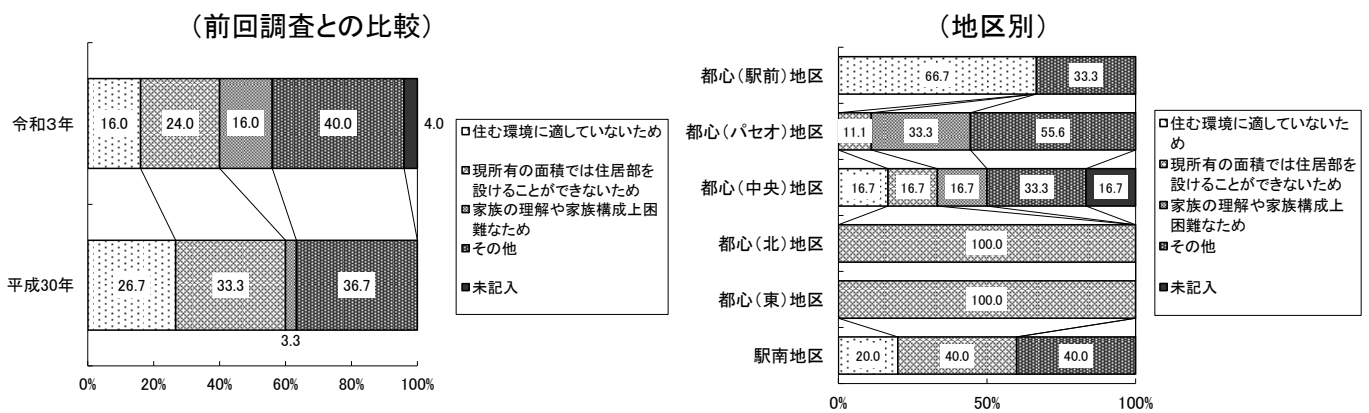 (前回調査との比較)
令和3年
16.0
24.0
16.0
40.0
4.0
平成30年
26.7
33.3
3.3
36.7
0%
20%
40%
60%
80%
100%
住む環境に適していないため
現所有の面積では住居部を
設けることができないため
家族の理解や家族構成上困
難なため
その他
未記入
(地区別)
都心(駅前)地区
66.7
33.3
都心(パセオ)地区
11.1
33.3
55.6
都心(中央)地区
16.7
16.7
16.7
33.3
16.7
都心(北)地区
100.0
都心(東)地区
100.0
駅南地区
20.0
40.0
40.0
0%
50%
100%
住む環境に適していないた
め
現所有の面積では住居部を
設けることができないため
家族の理解や家族構成上
困難なため
その他
未記入